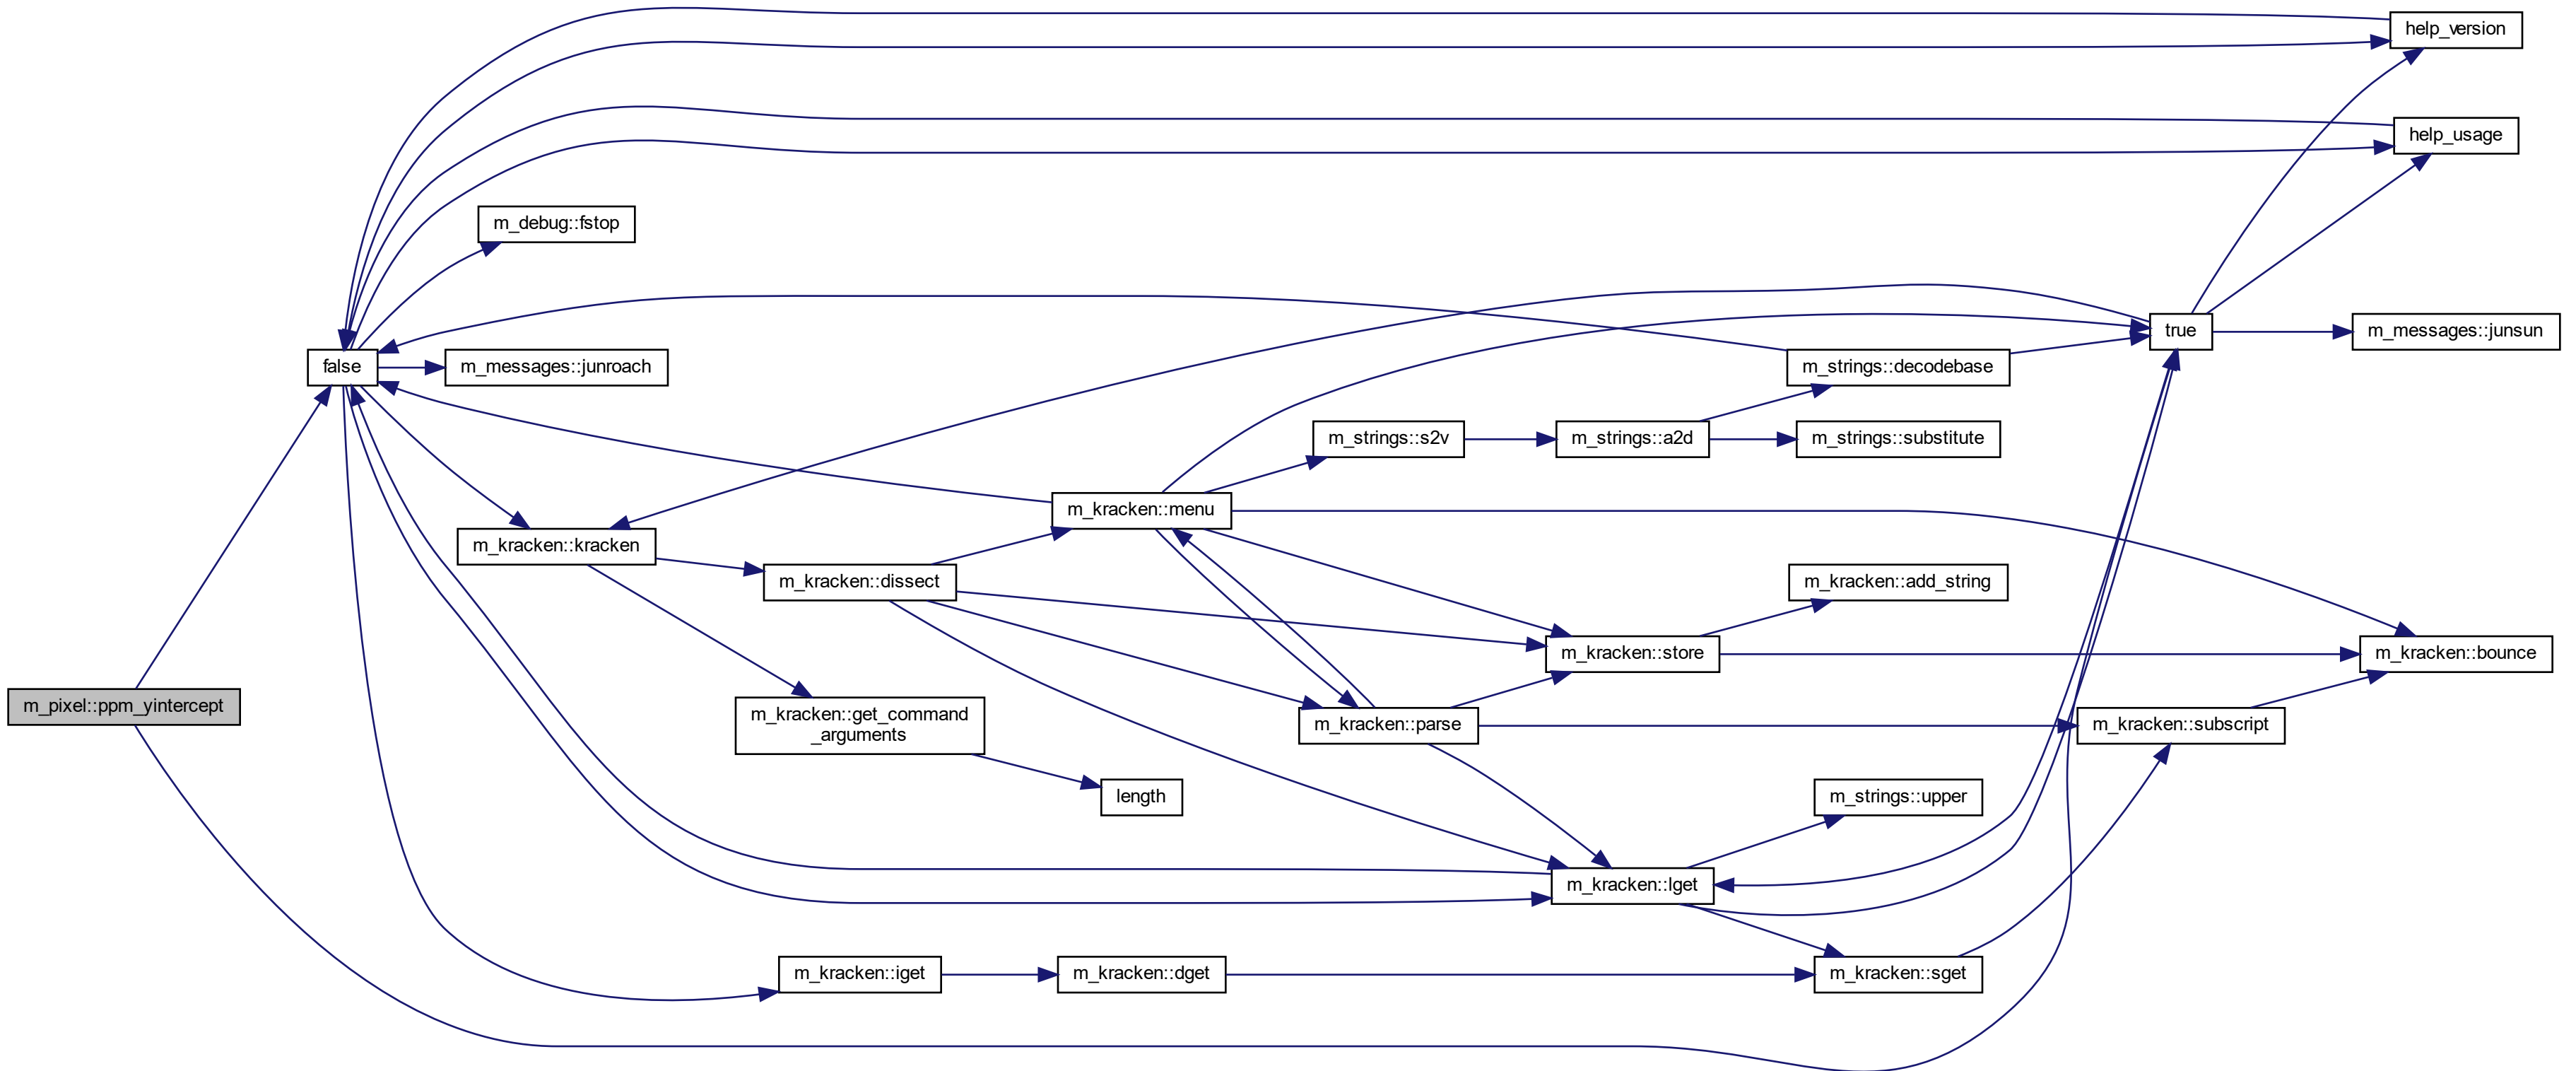 help_version
help_usage
m_debug::fstop
true
m_messages::junsun
false
m_messages::junroach
m_strings::decodebase
m_strings::s2v
m_strings::a2d
m_strings::substitute
m_kracken::menu
m_kracken::kracken
m_kracken::dissect
m_kracken::add_string
m_kracken::store
m_kracken::bounce
m_pixel::ppm_yintercept
m_kracken::get_command
_arguments
m_kracken::parse
m_kracken::subscript
length
m_strings::upper
m_kracken::lget
m_kracken::iget
m_kracken::dget
m_kracken::sget